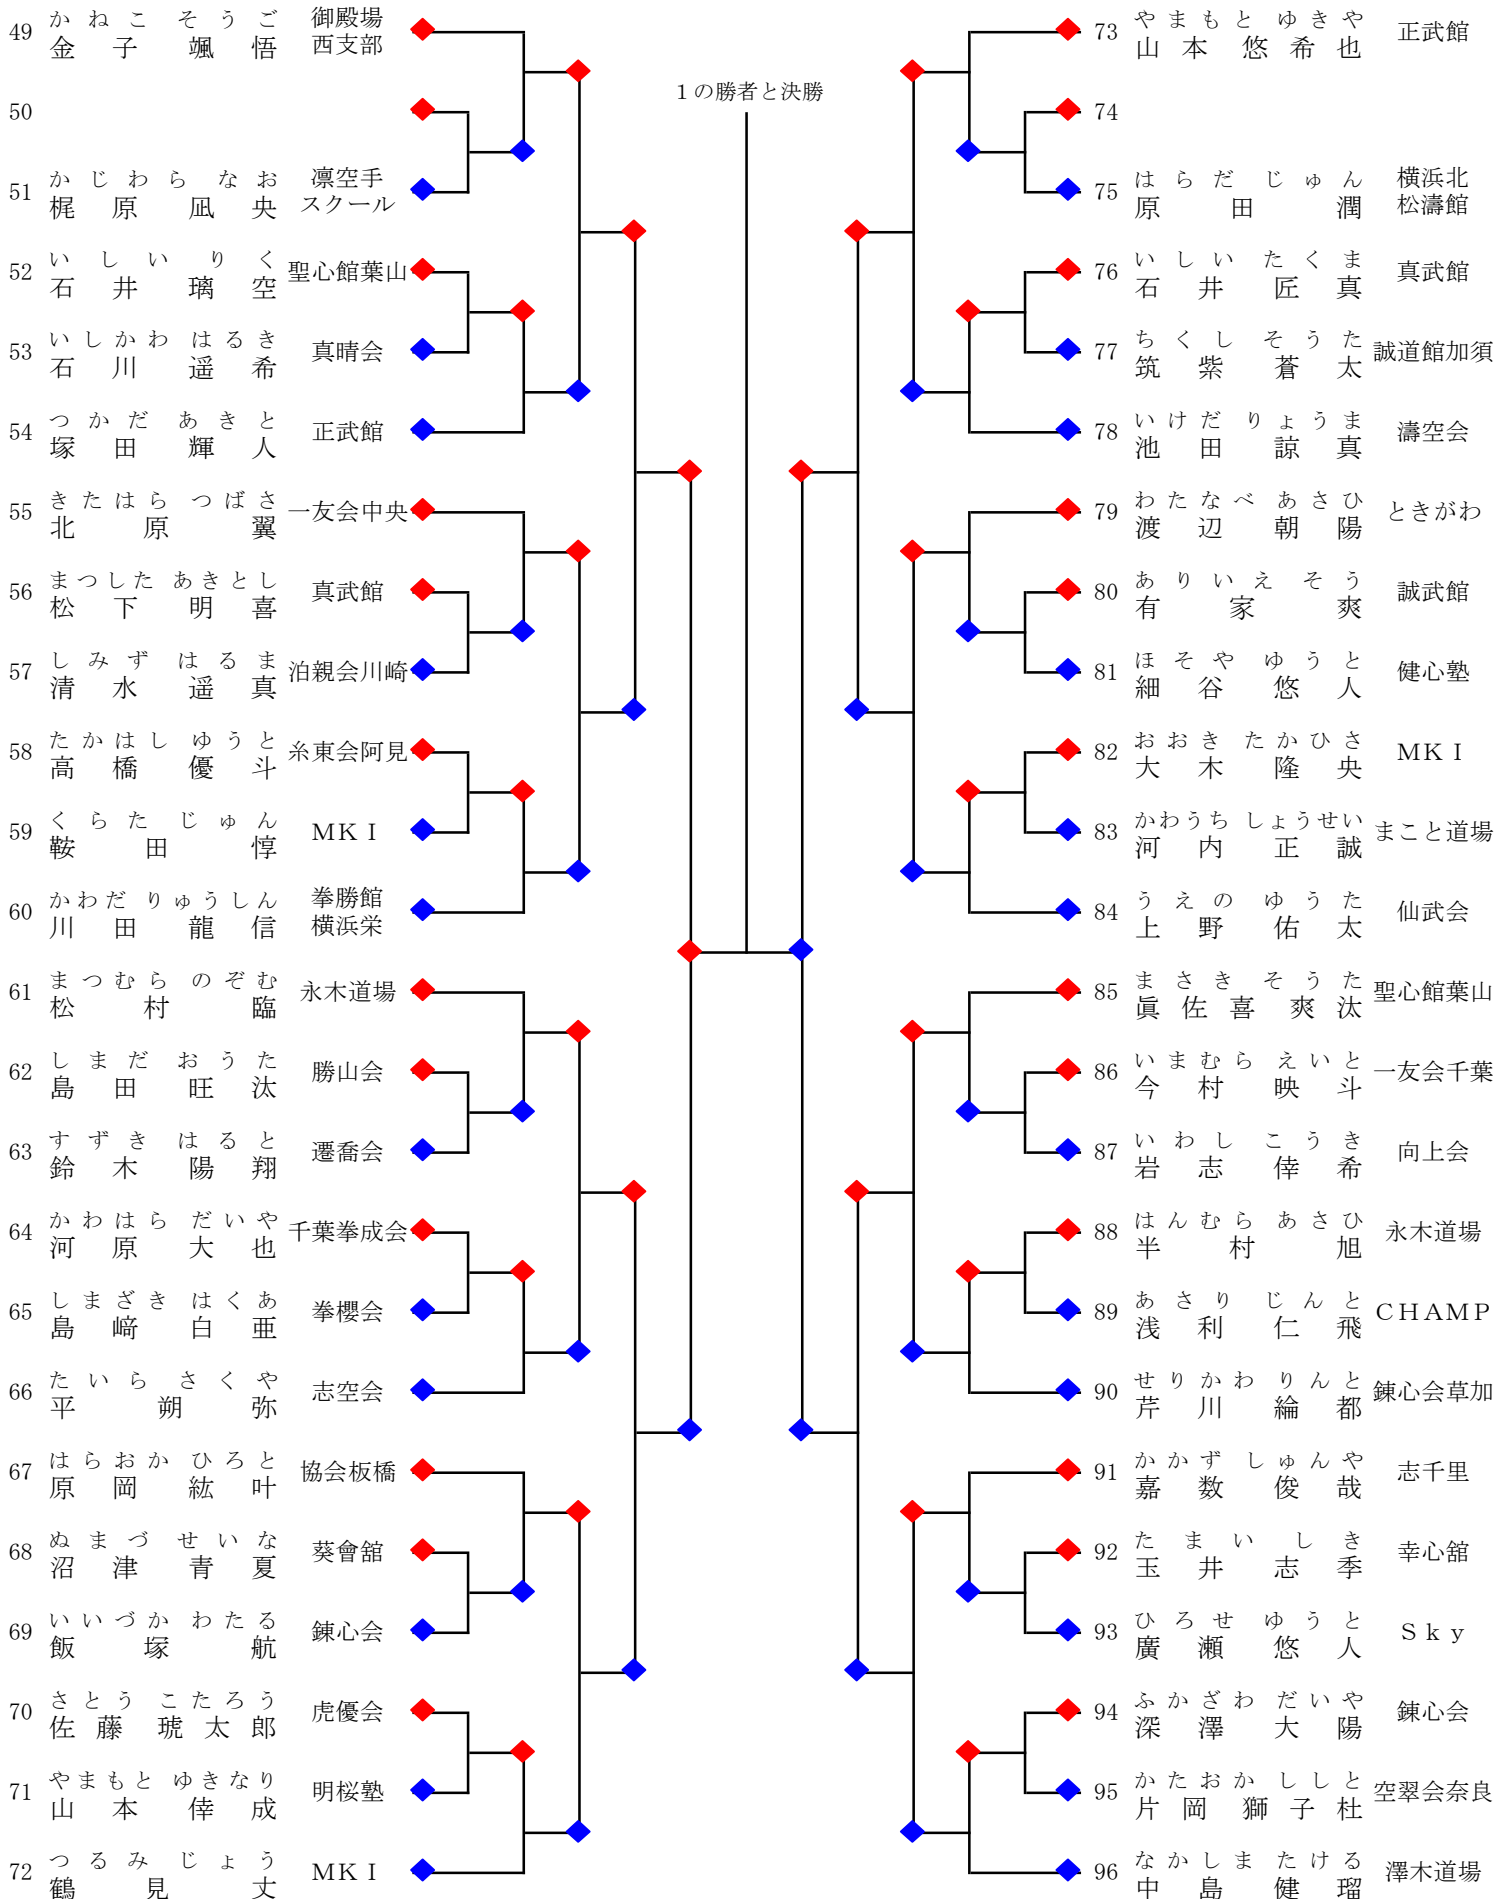 1の勝者と決勝
49 かねこ そうご 御殿場
金子 颯悟 西支部
50
51 かじわら なお 凛空手
梶原 凪央 スクール
52 いしい りく 聖心館葉山
石井 璃空
53 いしかわ はるき 真晴会
石川 遥希
54 つかだ あきと 正武館
塚田 輝人
55 きたはら つばさ 一友会中央
北原 翼
56 まつした あきとし 真武館
松下 明喜
57 しみず はるま 泊親会川崎
清水 遥真
58 たかはし ゆうと 糸東会阿見
高橋 優斗
59 くらた じゅん ＭＫＩ
鞍田 惇
60 かわだ りゅうしん 拳勝館
川田 龍信 横浜栄
61 まつむら のぞむ 永木道場
松村 臨
62 しまだ おうた 勝山会
島田 旺汰
63 すずき はると 遷喬会
鈴木 陽翔
64 かわはら だいや 千葉拳成会
河原 大也
65 しまざき はくあ 拳櫻会
島﨑 白亜
66 たいら さくや 志空会
平 朔弥
67 はらおか ひろと 協会板橋
原岡 紘叶
68 ぬまづ せいな 葵會舘
沼津 青夏
69 いいづか わたる 錬心会
飯塚 航
70 さとう こたろう 虎優会
佐藤 琥太郎
71 やまもと ゆきなり 明桜塾
山本 倖成
72 つるみ じょう ＭＫＩ
鶴見 丈
73 やまもと ゆきや 正武館
山本 悠希也
74
75 はらだ じゅん 横浜北
原田 潤 松濤館
76 いしい たくま 真武館
石井 匠真
77 ちくし そうた 誠道館加須
筑紫 蒼太
78 いけだ りょうま 濤空会
池田 諒真
79 わたなべ あさひ ときがわ
渡辺 朝陽
80 ありいえ そう 誠武館
有家 爽
81 ほそや ゆうと 健心塾
細谷 悠人
82 おおき たかひさ ＭＫＩ
大木 隆央
83 かわうち しょうせい まこと道場
河内 正誠
84 うえの ゆうた 仙武会
上野 佑太
85 まさき そうた 聖心館葉山
眞佐喜 爽汰
86 いまむら えいと 一友会千葉
今村 映斗
87 いわし こうき 向上会
岩志 倖希
88 はんむら あさひ 永木道場
半村 旭
89 あさり じんと ＣＨＡＭＰ
浅利 仁飛
90 せりかわ りんと 錬心会草加
芹川 綸都
91 かかず しゅんや 志千里
嘉数 俊哉
92 たまい しき 幸心舘
玉井 志季
93 ひろせ ゆうと Ｓｋｙ
廣瀬 悠人
94 ふかざわ だいや 錬心会
深澤 大陽
95 かたおか ししと 空翠会奈良
片岡 獅子杜
96 なかしま たける 澤木道場
中島 健瑠